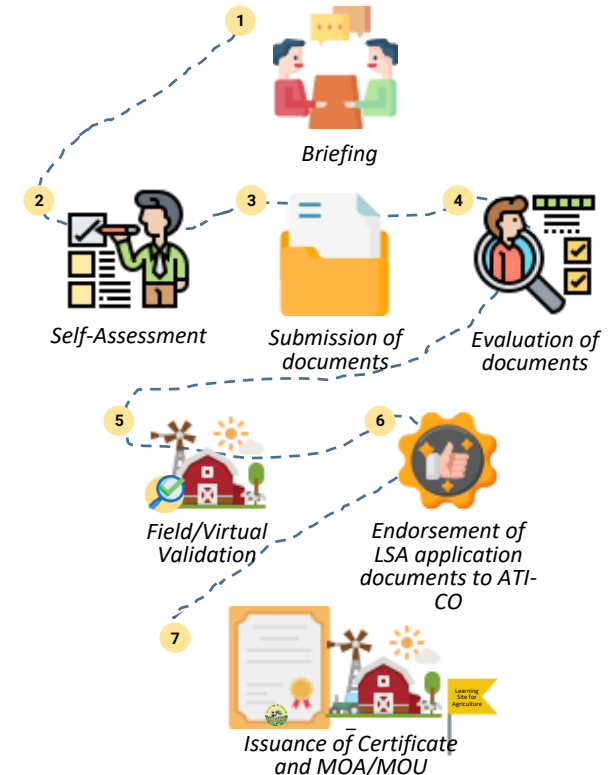 1
Briefing
2
3
4
Self-Assessment
Submission of
documents
Evaluation of
documents
5
6
Field/Virtual
Validation
Endorsement of
LSA application
documents to ATI-
CO
7
Learning
Site for
Agriculture
Issuance of Certificate
and MOA/MOU